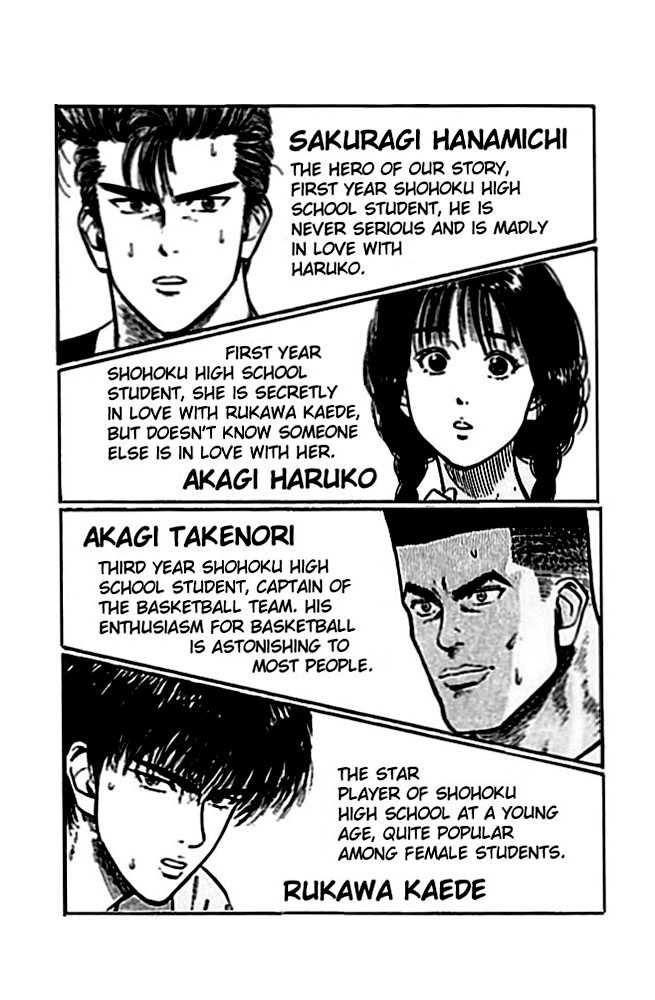 SAKURAGI HANAMICHI
THE HERO OF OUR STORY,
FIRST YEAR SHOHOKU HIGH
SCHOOL STUDENT, HE IS
NEVER SERIOUS AND IS MADLY
IN LOVE WITH
HARUKO.
FIRST YEAR
SHOHOKU HIGH SCHOOL
STUDENT, SHE IS SECRETLY
IN LOVE WITH RUKAWA KAEDE,
BUT DOESN'T KNOW SOMEONE
ELSE IS IN LOVE WITH HER.
AKAGI HARUKO
AKAGI TAKENORI
THIRD YEAR SHOHOKU HIGH
SCHOOL STUDENT, CAPTAIN OF
THE BASKETBALL TEAM. HIS
ENTHUSIASM FOR BASKETBALL
IS ASTONISHING TO
MOST PEOPLE.
THE STAR
PLAYER OF SHOHOKU
HIGH SCHOOL AT A YOUNG
AGE, QUITE POPULAR
AMONG FEMALE STUDENTS.
RUKAWA KAEDE